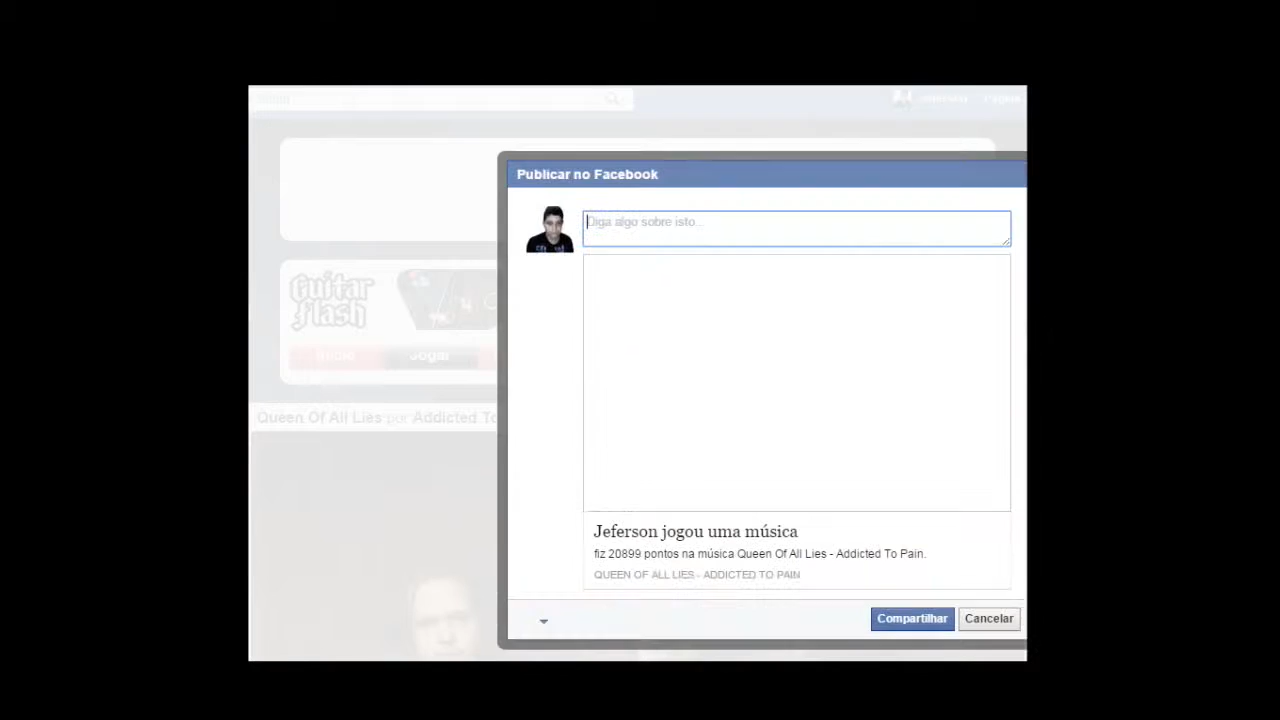 Publicar no Facebook
Diga algo sobre isto...
Guitar
flash
Início
Jogar
Queen Of All Lies por Addicted To
Jeferson jogou uma música
fiz 20899 pontos na música Queen Of All Lies - Addicted To Pain.
QUEEN OF ALL LIES - ADDICTED TO PAIN
Compartilhar
Cancelar